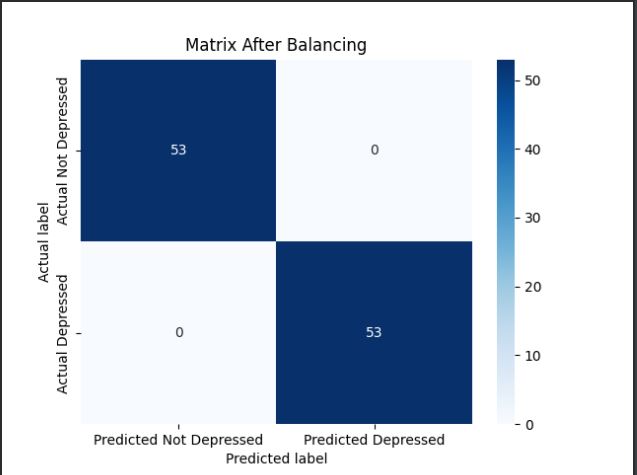 Matrix After Balancing
Actual label
Actual Not Depressed
Actual Depressed
53
0
0
53
Predicted Not Depressed
Predicted Depressed
Predicted label
50
40
30
20
10
0